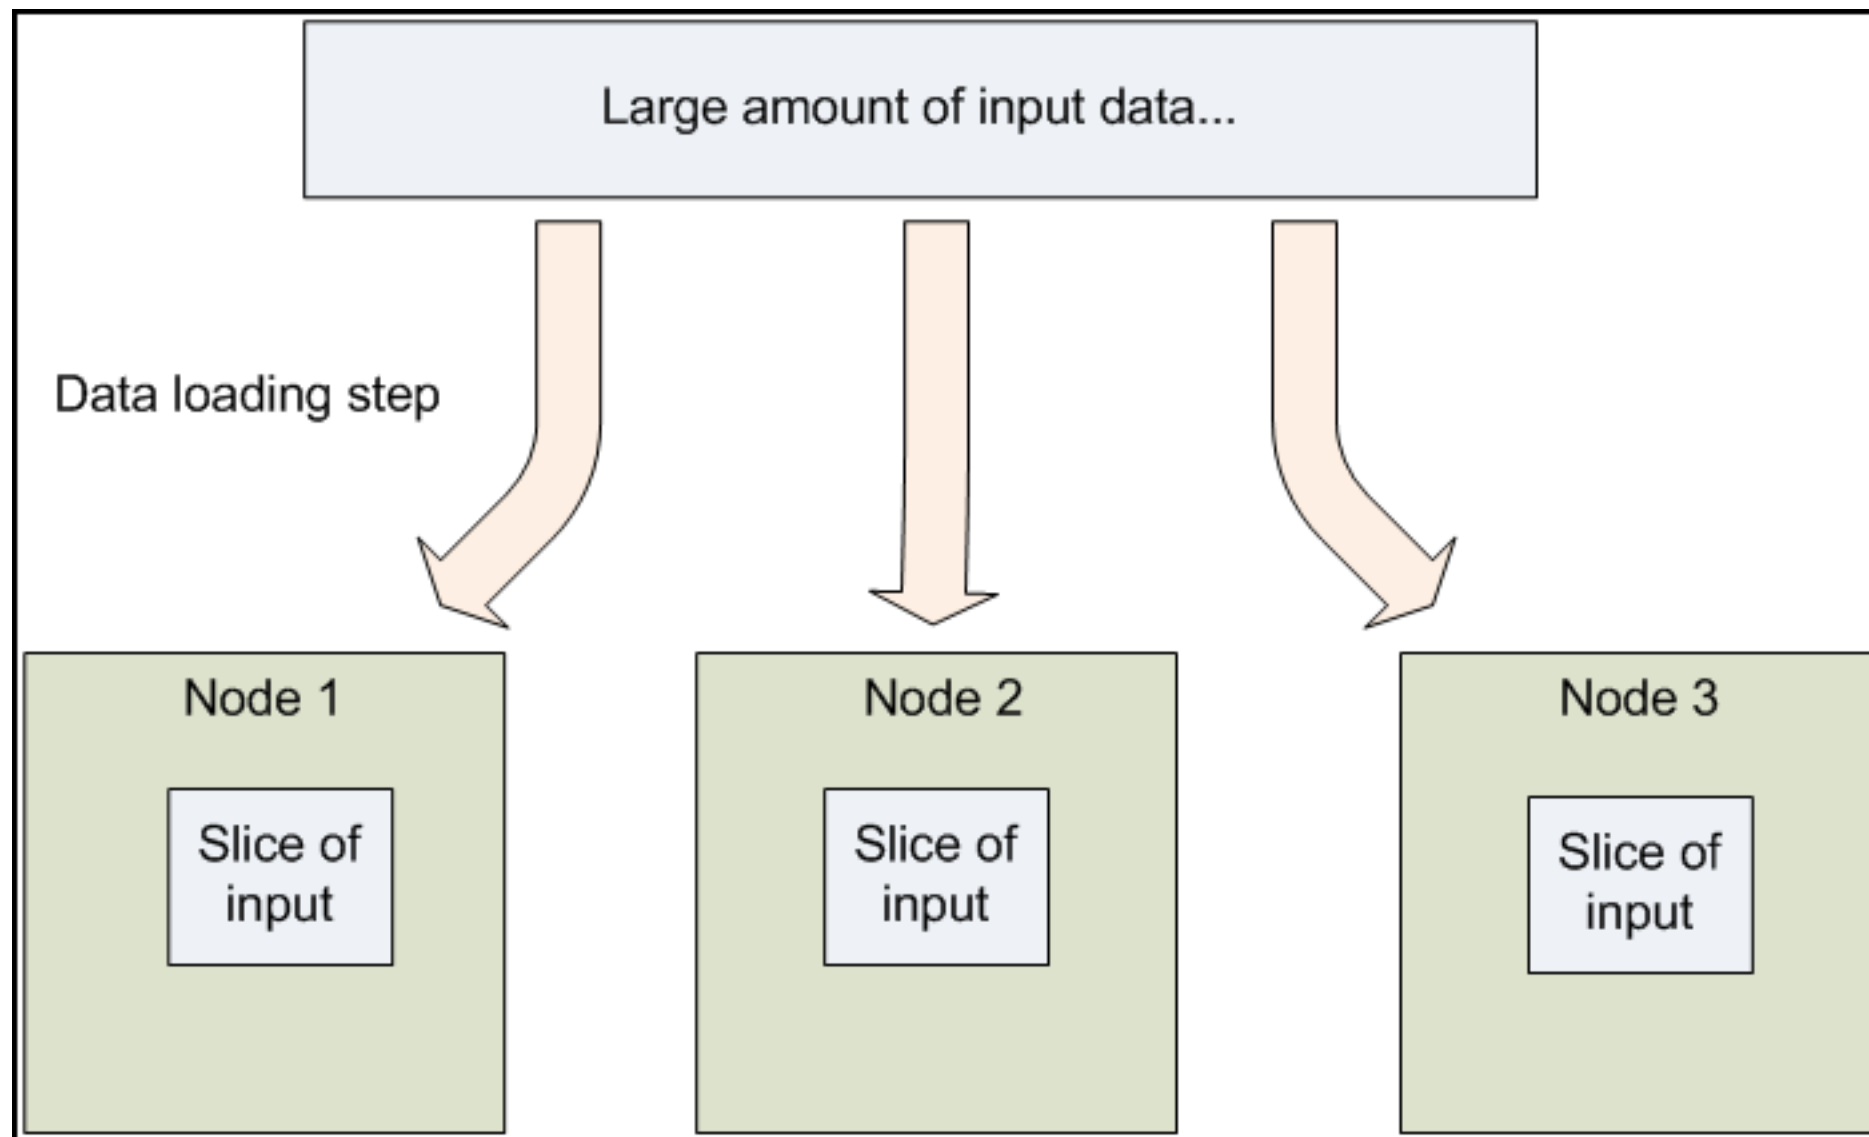 Large amount of input data...
Data loading step
Node 1
Slice of
input
Node 2
Slice of
input
Node 3
Slice of
input